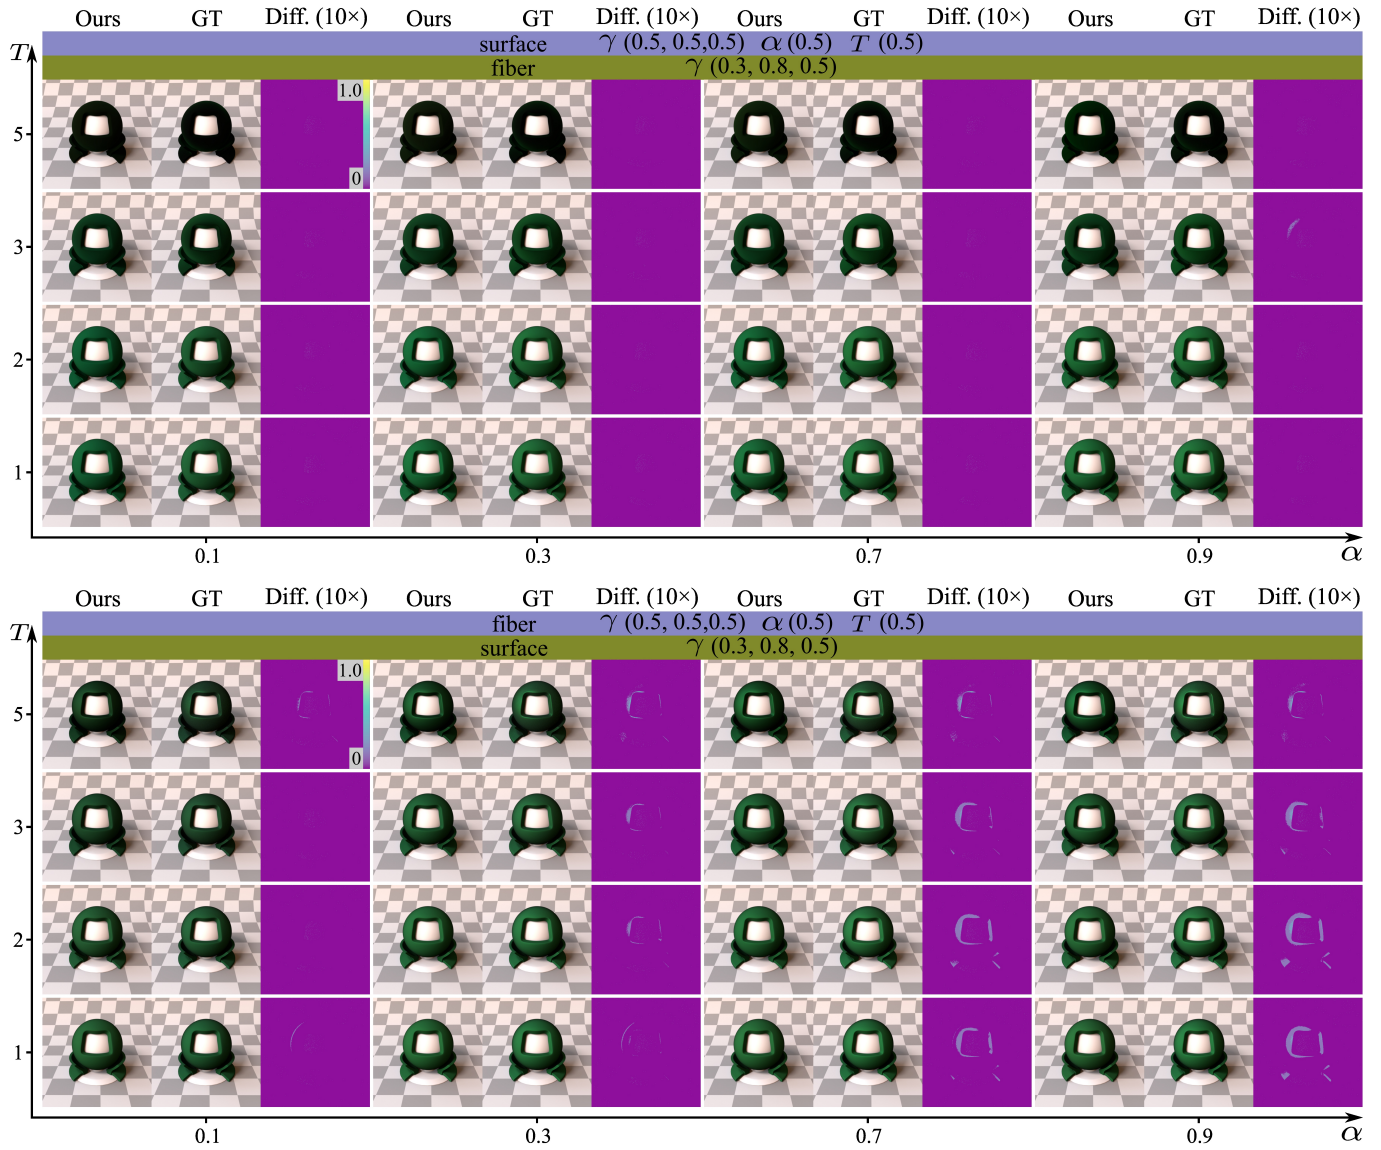 Ours GT Diff. (10×) Ours GT Diff. (10×) Ours GT Diff. (10×) Ours GT Diff. (10×)
surface γ (0.5, 0.5,0.5) α (0.5) T (0.5)
T
fiber γ (0.3, 0.8, 0.5)
1.0
5
0
3
2
1
0.1 0.3 0.7 0.9 α
Ours GT Diff. (10×) Ours GT Diff. (10×) Ours GT Diff. (10×) Ours GT Diff. (10×)
fiber γ (0.5, 0.5,0.5) α (0.5) T (0.5)
T
surface γ (0.3, 0.8, 0.5)
1.0
5
0
3
2
1
0.1 0.3 0.7 0.9 α